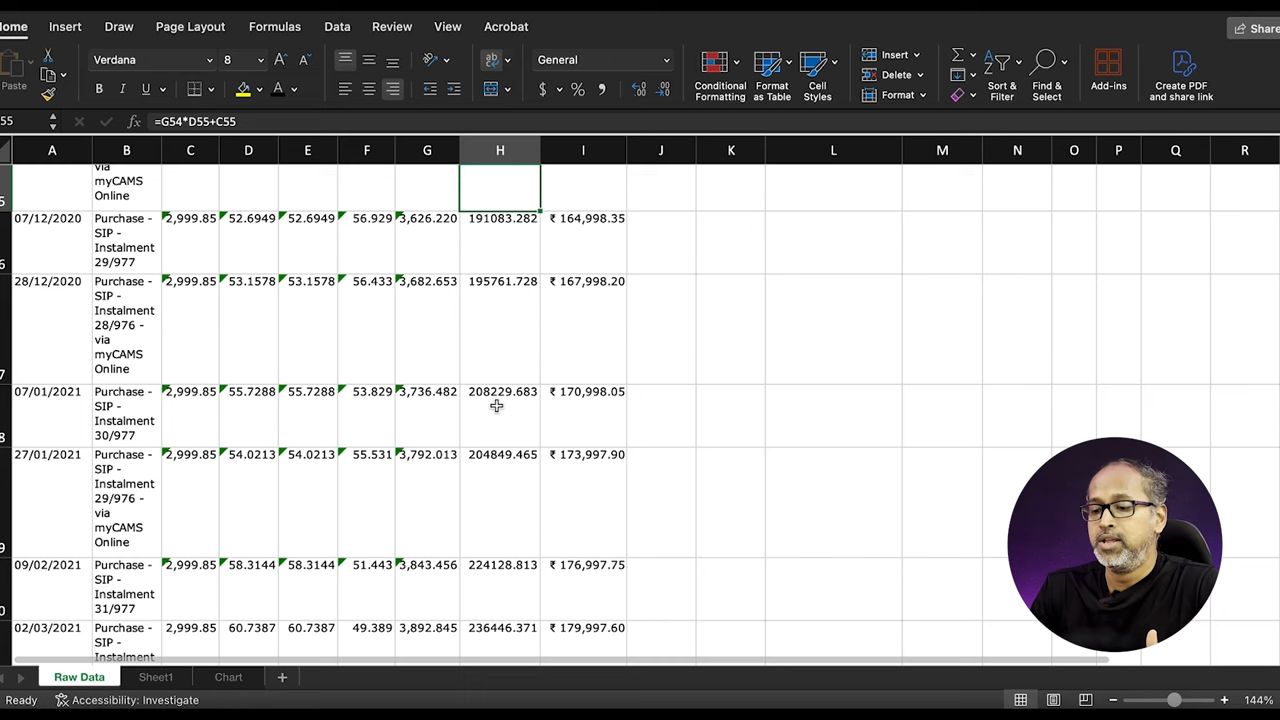 Home Insert Draw Page Layout Formulas Data Review View Acrobat Share
Paste Verdana 8 General Conditional Formatting Format as Table Cell Styles Insert Delete Format Sort & Filter Find & Select Add-ins Create PDF and share link
B I U A $ % 9
55 fx =G54*D55+C55
A B C D E F G H I J K L M N O P Q R
via
myCAMS
Online
07/12/2020 Purchase - 2,999.85 52.6949 52.6949 56.929 3,626.220 191083.282 ₹ 164,998.35
SIP -
Instalment
29/977
28/12/2020 Purchase - 2,999.85 53.1578 53.1578 56.433 3,682.653 195761.728 ₹ 167,998.20
SIP -
Instalment
28/976 -
via
myCAMS
Online
07/01/2021 Purchase - 2,999.85 55.7288 55.7288 53.829 3,736.482 208229.683 ₹ 170,998.05
SIP -
Instalment
30/977
27/01/2021 Purchase - 2,999.85 54.0213 54.0213 55.531 3,792.013 204849.465 ₹ 173,997.90
SIP -
Instalment
29/976 -
via
myCAMS
Online
09/02/2021 Purchase - 2,999.85 58.3144 58.3144 51.443 3,843.456 224128.813 ₹ 176,997.75
SIP -
Instalment
31/977
02/03/2021 Purchase - 2,999.85 60.7387 60.7387 49.389 3,892.845 236446.371 ₹ 179,997.60
SIP -
Instalment
Raw Data Sheet1 Chart
Ready Accessibility: Investigate 144%